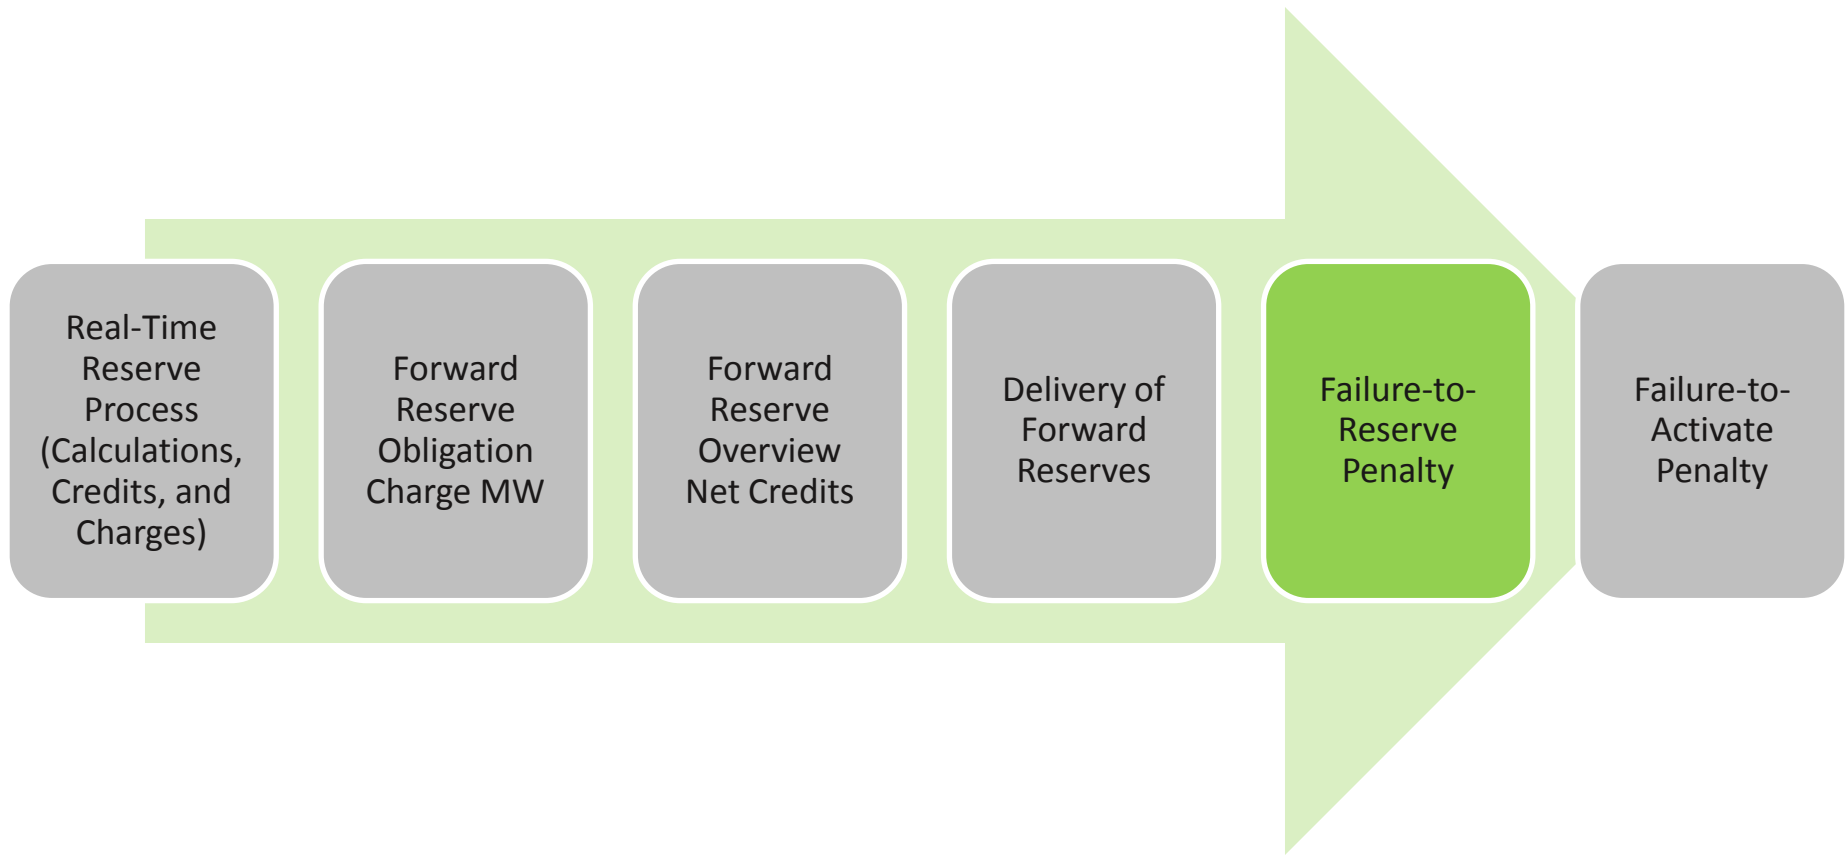 Real-Time
Reserve
Process
(Calculations,
Credits, and
Charges)
Forward
Reserve
Obligation
Charge MW
Forward
Reserve
Overview
Net Credits
Delivery of
Forward
Reserves
Failure-to-
Reserve
Penalty
Failure-to-
Activate
Penalty